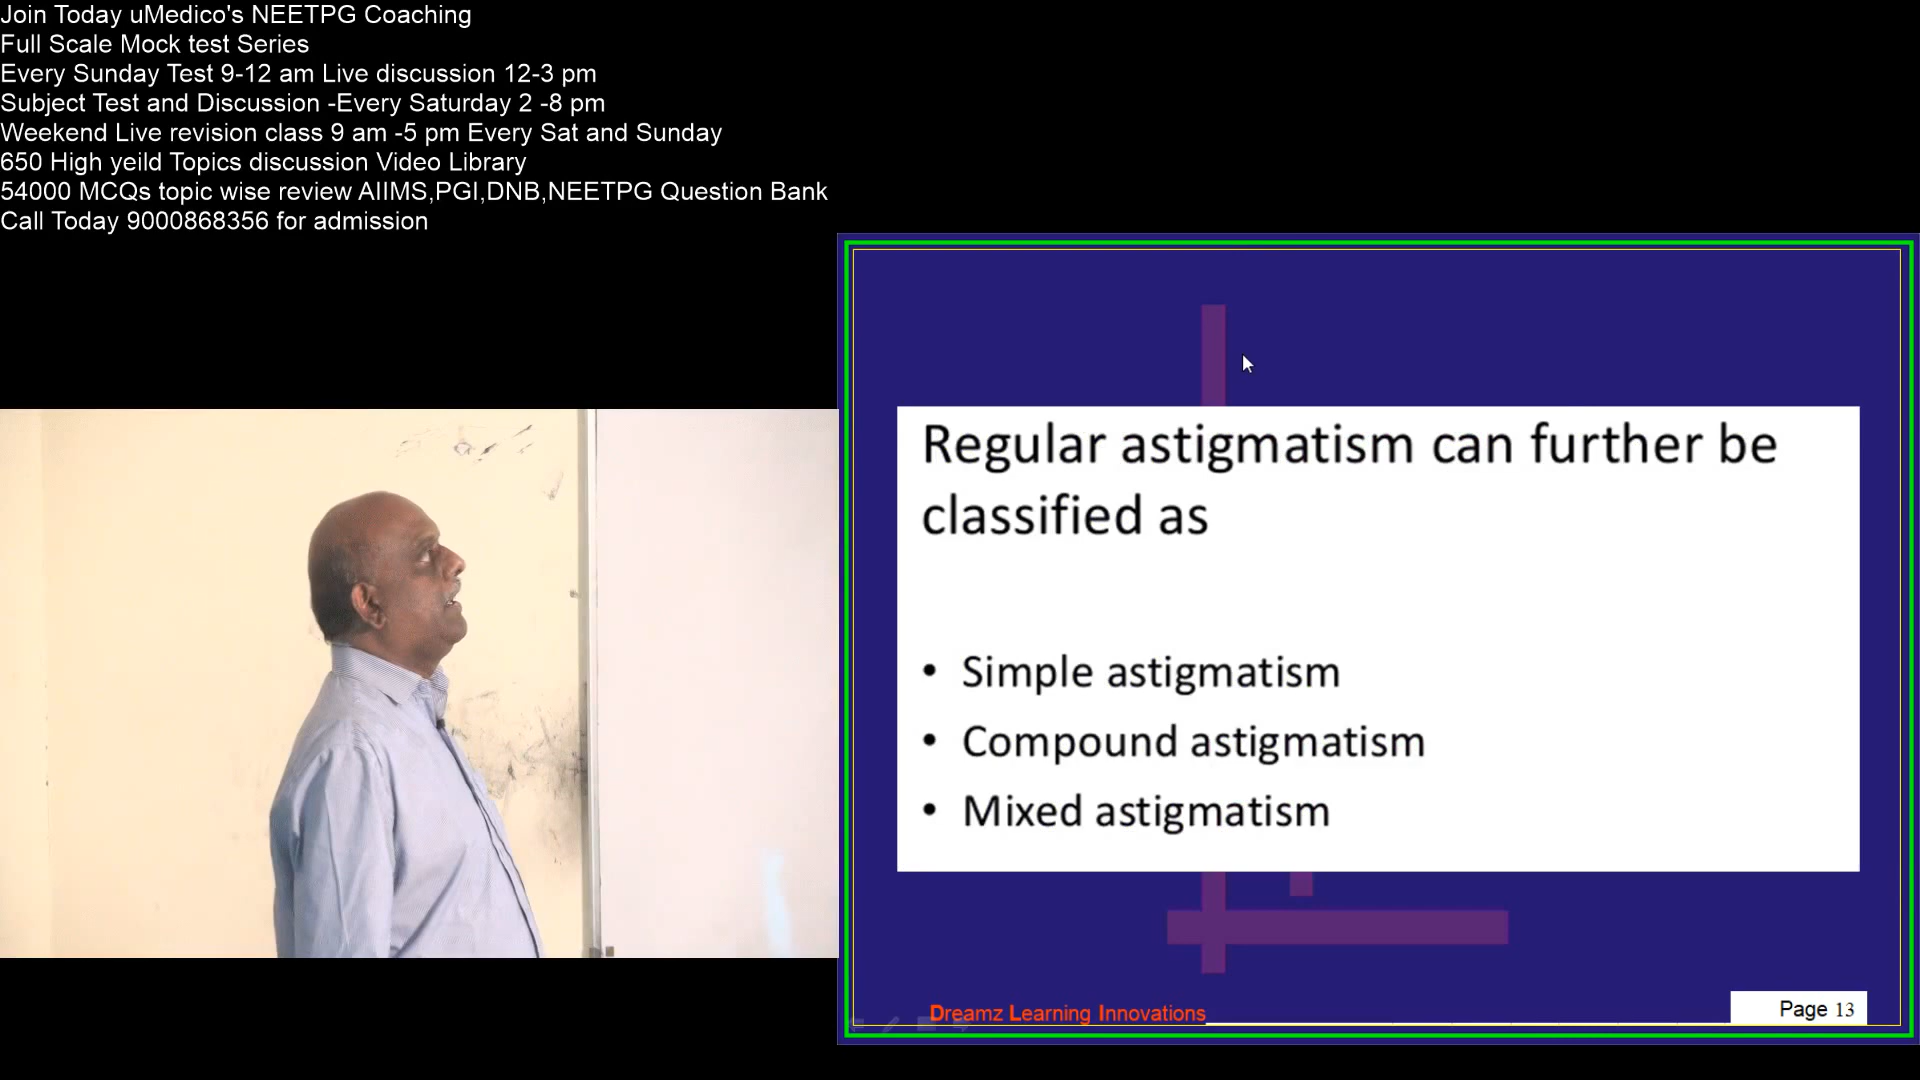 Join Today uMedico's NEETPG Coaching
Full Scale Mock test Series
Every Sunday Test 9-12 am Live discussion 12-3 pm
Subject Test and Discussion -Every Saturday 2 -8 pm
Weekend Live revision class 9 am -5 pm Every Sat and Sunday
650 High yeild Topics discussion Video Library
54000 MCQs topic wise review AIIMS,PGI,DNB,NEETPG Question Bank
Call Today 9000868356 for admission
Regular astigmatism can further be
classified as
• Simple astigmatism
• Compound astigmatism
• Mixed astigmatism
Dreamz Learning Innovations
Page 13